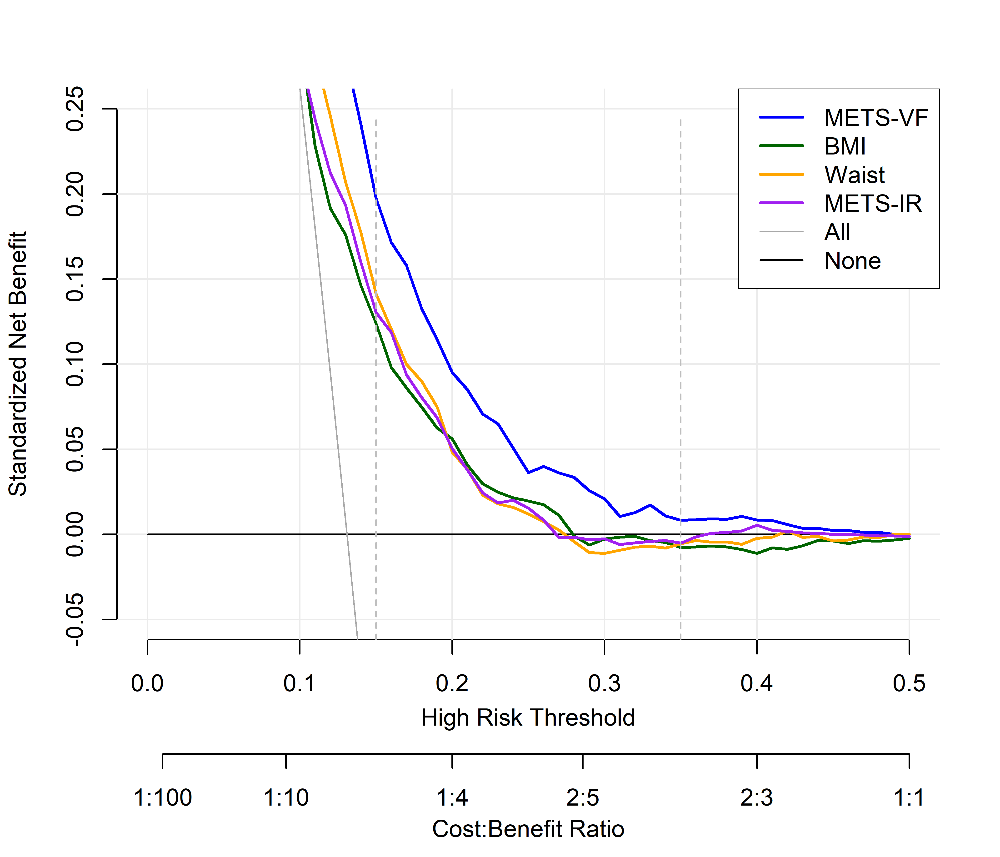 Standardized Net Benefit
0.25
0.20
0.15
0.10
0.05
0.00
-0.05
METS-VF
BMI
Waist
METS-IR
All
None
0.0 0.1 0.2 0.3 0.4 0.5
High Risk Threshold
1:100 1:10 1:4 2:5 2:3 1:1
Cost:Benefit Ratio